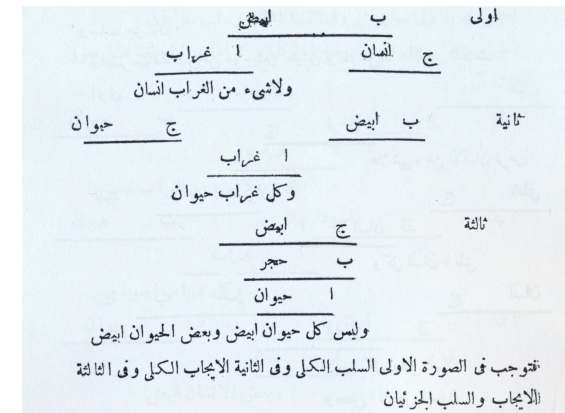 اولى ب ابيض
ج انسان ا غراب
ولاشىء من الغراب انسان
ثانية ب ابيض ج حيوان
ا غراب
وكل غراب حيوان
ثالثة ج ابيض
ب حجر
ا حيوان
وليس كل حيوان ابيض وبعض الحيوان ابيض
فتوجب فى الصورة الاولى السلب الكلى وفى الثانية الايجاب الكلى وفى الثالثة
الايجاب والسلب الجزئيان